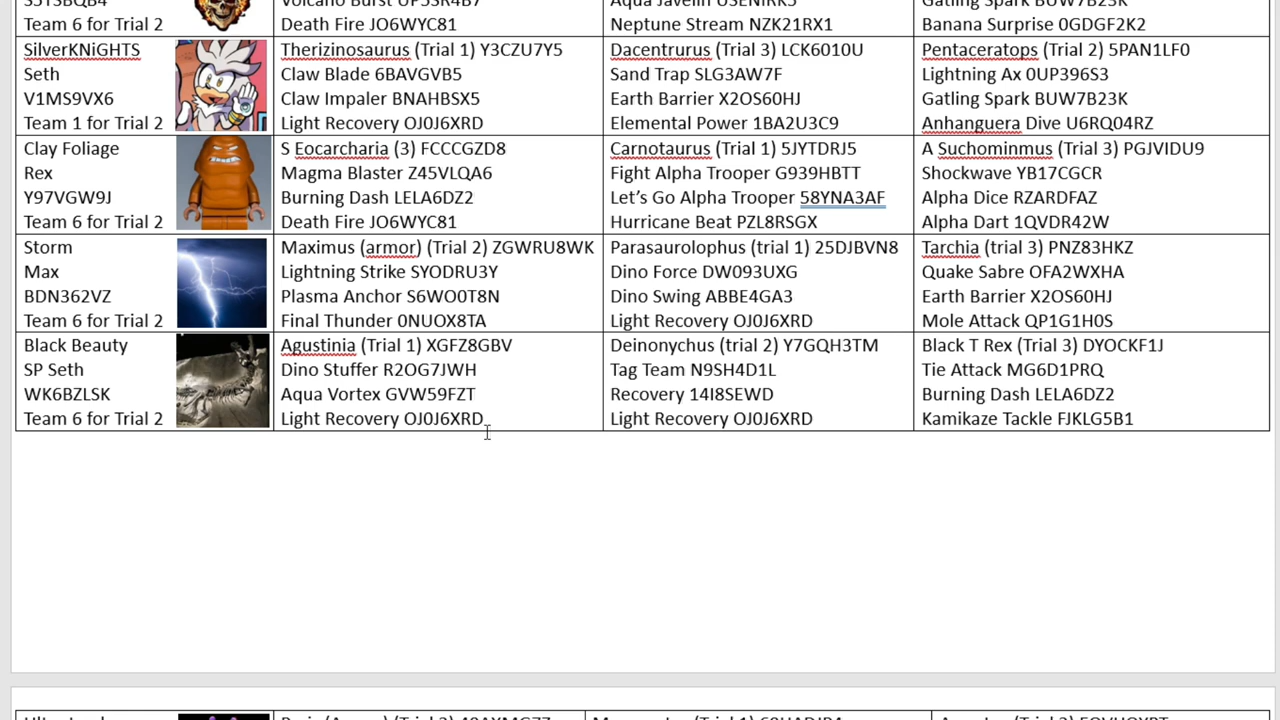 Team 6 for Trial 2
Death Fire JO6WYC81
Neptune Stream NZK21RX1
Banana Surprise 0GDGF2K2
SilverKNiGHTS
Seth
V1MS9VX6
Team 1 for Trial 2
Therizinosaurus (Trial 1) Y3CZU7Y5
Claw Blade 6BAVGVB5
Claw Impaler BNAHBSX5
Light Recovery OJ0J6XRD
Dacentrurus (Trial 3) LCK6010U
Sand Trap SLG3AW7F
Earth Barrier X2OS60HJ
Elemental Power 1BA2U3C9
Pentaceratops (Trial 2) 5PAN1LF0
Lightning Ax 0UP396S3
Gatling Spark BUW7B23K
Anhanguera Dive U6RQ04RZ
Clay Foliage
Rex
Y97VGW9J
Team 6 for Trial 2
S Eocarcharia (3) FCCCGZD8
Magma Blaster Z45VLQA6
Burning Dash LELA6DZ2
Death Fire JO6WYC81
Carnotaurus (Trial 1) 5JYTDRJ5
Fight Alpha Trooper G939HBTT
Let’s Go Alpha Trooper 58YNA3AF
Hurricane Beat PZL8RSGX
A Suchominmus (Trial 3) PGJVIDU9
Shockwave YB17CGCR
Alpha Dice RZARDFAZ
Alpha Dart 1QVDR42W
Storm
Max
BDN362VZ
Team 6 for Trial 2
Maximus (armor) (Trial 2) ZGWRU8WK
Lightning Strike SYODRU3Y
Plasma Anchor S6WO0T8N
Final Thunder 0NUOX8TA
Parasaurolophus (trial 1) 25DJBVN8
Dino Force DW093UXG
Dino Swing ABBE4GA3
Light Recovery OJ0J6XRD
Tarchia (trial 3) PNZ83HKZ
Quake Sabre OFA2WXHA
Earth Barrier X2OS60HJ
Mole Attack QP1G1H0S
Black Beauty
SP Seth
WK6BZLSK
Team 6 for Trial 2
Agustinia (Trial 1) XGFZ8GBV
Dino Stuffer R2OG7JWH
Aqua Vortex GVW59FZT
Light Recovery OJ0J6XRD
Deinonychus (trial 2) Y7GQH3TM
Tag Team N9SH4D1L
Recovery 14I8SEWD
Light Recovery OJ0J6XRD
Black T Rex (Trial 3) DYOCKF1J
Tie Attack MG6D1PRQ
Burning Dash LELA6DZ2
Kamikaze Tackle FJKLG5B1